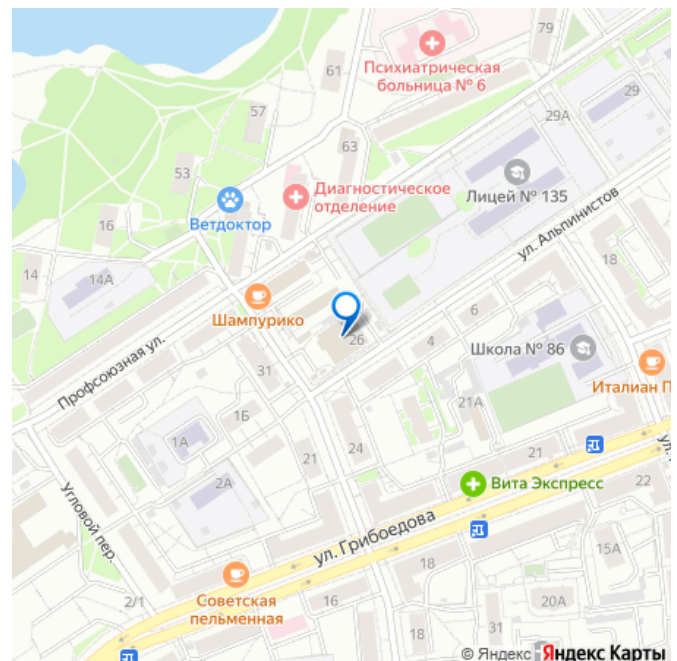 79
Психиатрическая
больница № 6
61
29
57
29А
63
53
Диагностическое
отделение
Лицей № 135
Ветдоктор
ул. Альпинистов
16
14
14А
18
Шампурико
6
26
4
Школа № 86
Профсоюзная ул.
31
Италиан П
1Б
21А
1А
24
21
21
2А
22
Вита Экспресс
Угловой пер.
ул. Грибоедова
18
15А
Советская
пельменная
2/1
16
20А
18
31
© Яндекс Яндекс Карты